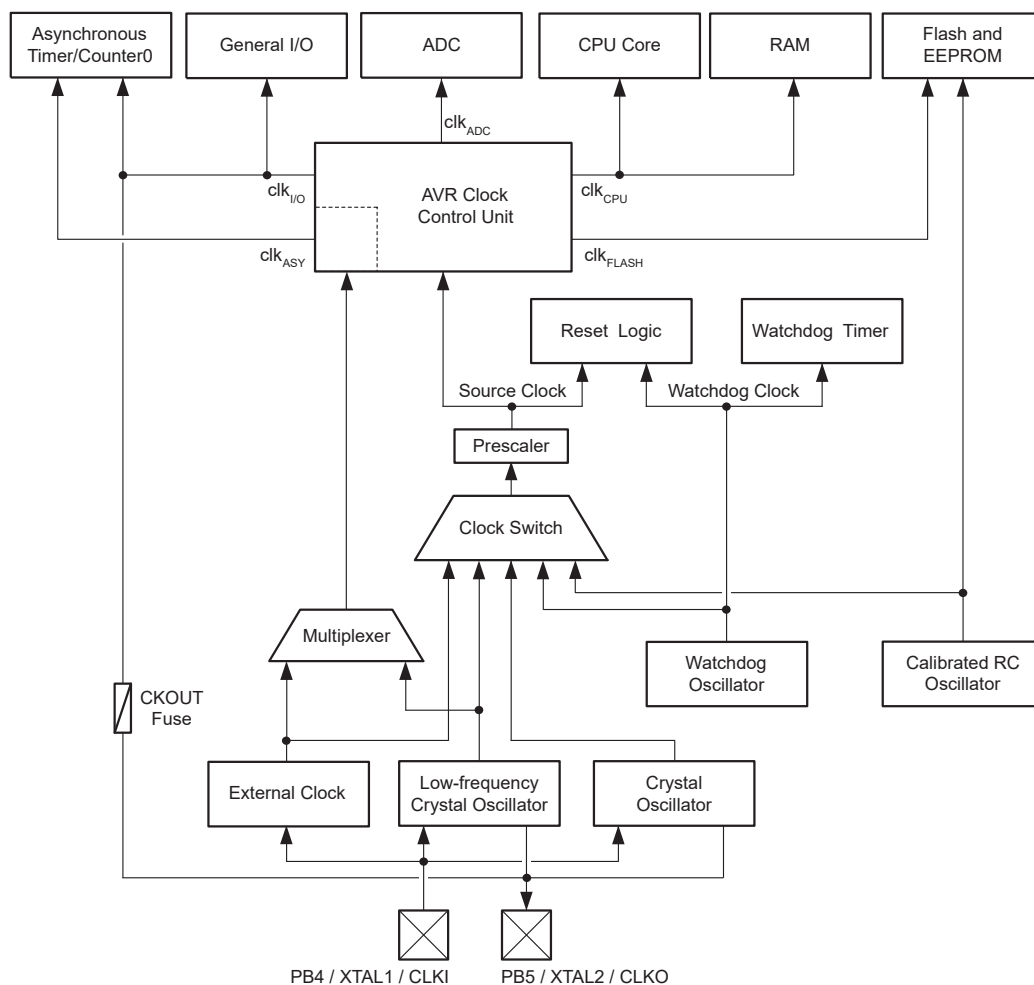 Asynchronous
Timer/Counter0
General I/O
ADC
CPU Core
RAM
Flash and
EEPROM
clkADC
clkI/O
AVR Clock
Control Unit
clkCPU
clkASY
clkFLASH
Reset Logic
Watchdog Timer
Source Clock
Watchdog Clock
Prescaler
Clock Switch
Multiplexer
Watchdog
Oscillator
Calibrated RC
Oscillator
CKOUT
Fuse
External Clock
Low-frequency
Crystal Oscillator
Crystal
Oscillator
PB4 / XTAL1 / CLKI
PB5 / XTAL2 / CLKO